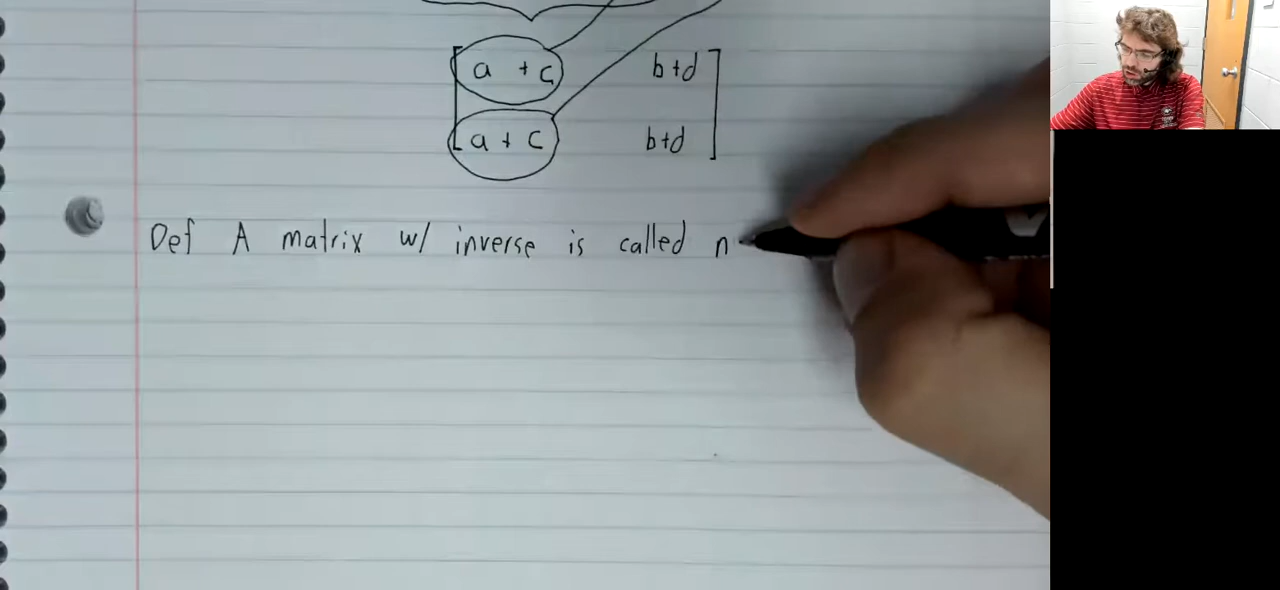 a + c b+d
a + c b+d
Def A matrix w/ inverse is called n